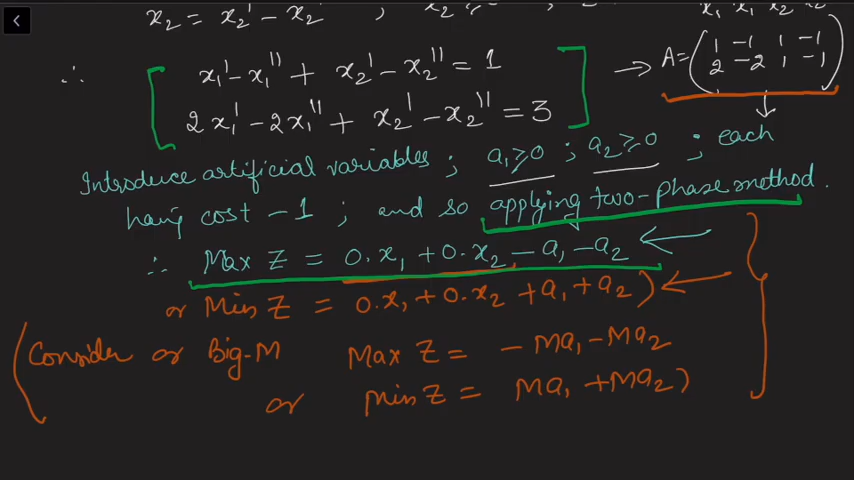 x₂ = x₂' − x₂''
∴ [ x₁' − x₁'' + x₂' − x₂'' = 1 ] → A = ( 1 −1 1 −1
2x₁' − 2x₁'' + x₂' − x₂'' = 3 2 −2 1 −1 )
Introduce artificial variables ; a₁ ≥ 0 ; a₂ ≥ 0 ; each
having cost −1 ; and so applying two-phase method.
∴ Max Z = 0.x₁ + 0.x₂ − a₁ − a₂
or Min Z = 0.x₁ + 0.x₂ + a₁ + a₂ )
( Consider or Big-M Max Z = − Ma₁ − Ma₂
or Min Z = Ma₁ + Ma₂ )